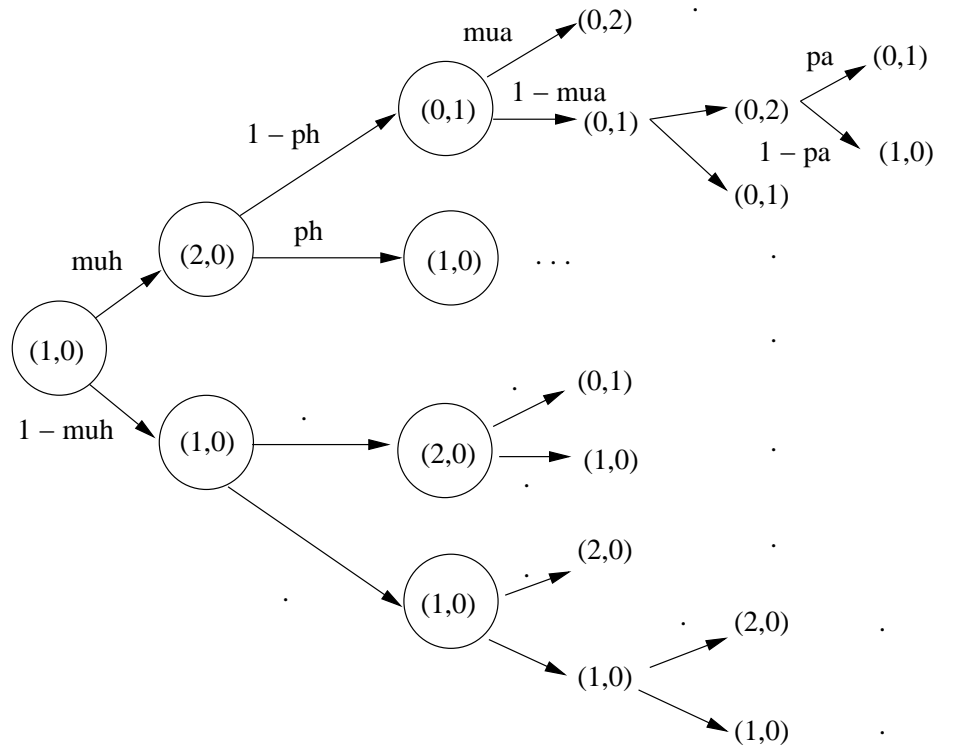 mua
(0,2)
pa
(0,1)
1 – mua
(0,1)
(0,1)
(0,2)
1 – ph
1 – pa
(1,0)
(0,1)
muh
(2,0)
ph
(1,0)
. . .
(1,0)
(0,1)
1 – muh
(1,0)
(2,0)
(1,0)
(2,0)
(1,0)
(2,0)
(1,0)
(1,0)